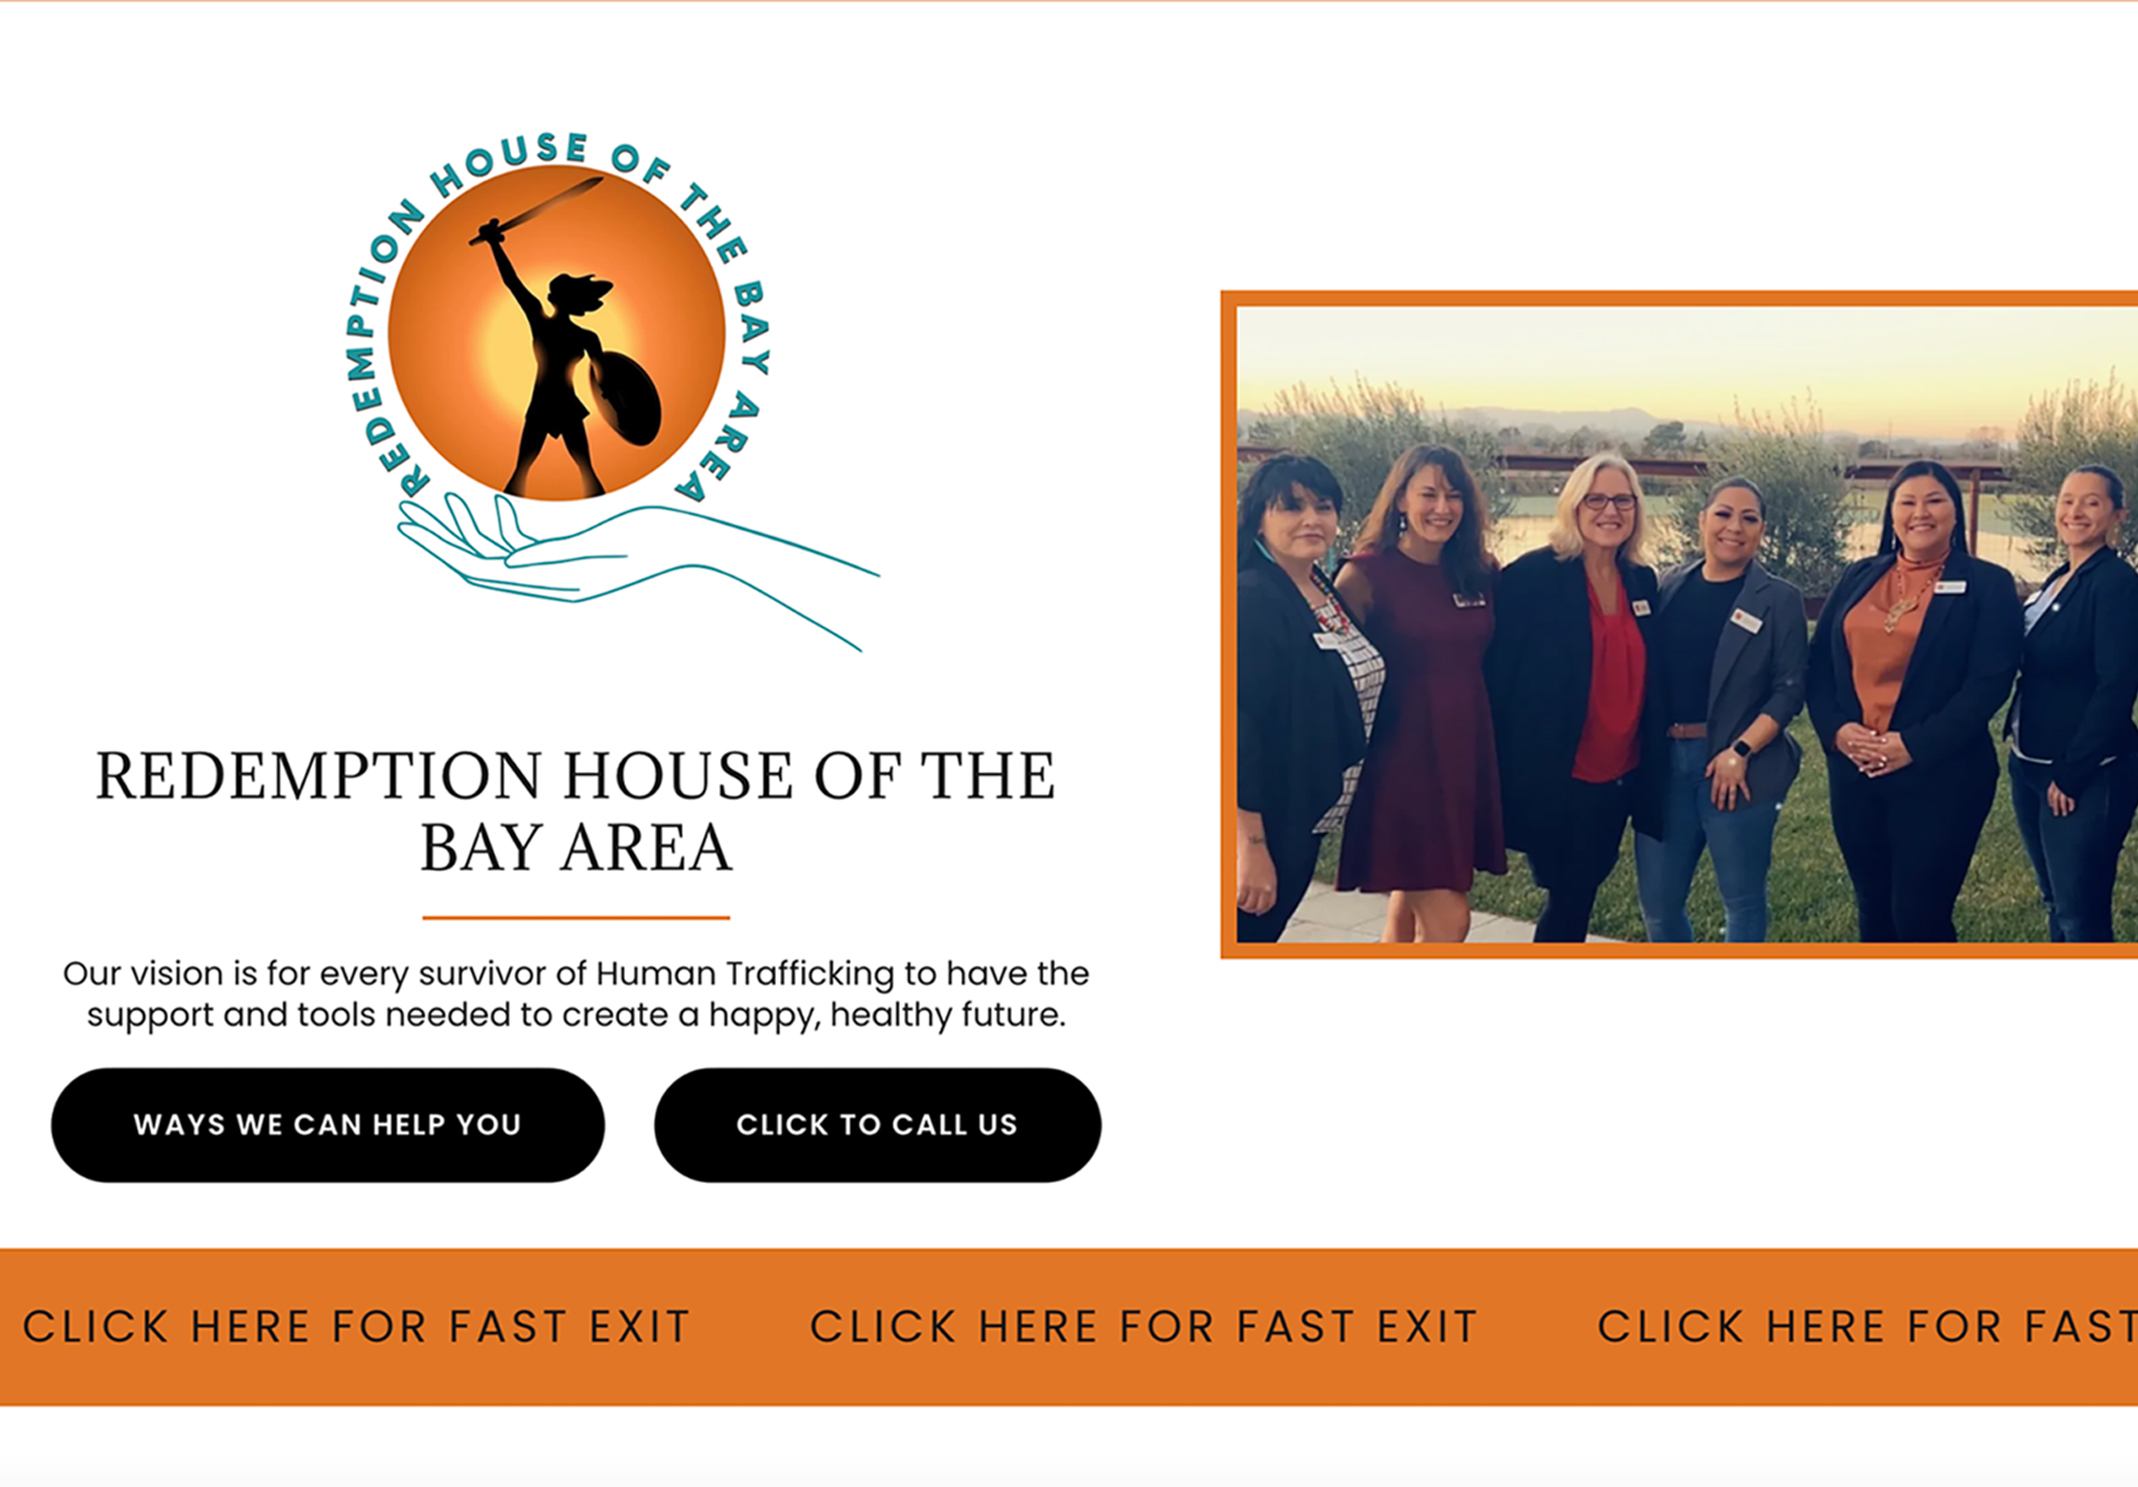 REDEMPTION HOUSE OF THE BAY AREA
REDEMPTION HOUSE OF THE
BAY AREA
Our vision is for every survivor of Human Trafficking to have the
support and tools needed to create a happy, healthy future.
WAYS WE CAN HELP YOU
CLICK TO CALL US
CLICK HERE FOR FAST EXIT
CLICK HERE FOR FAST EXIT
CLICK HERE FOR FAST